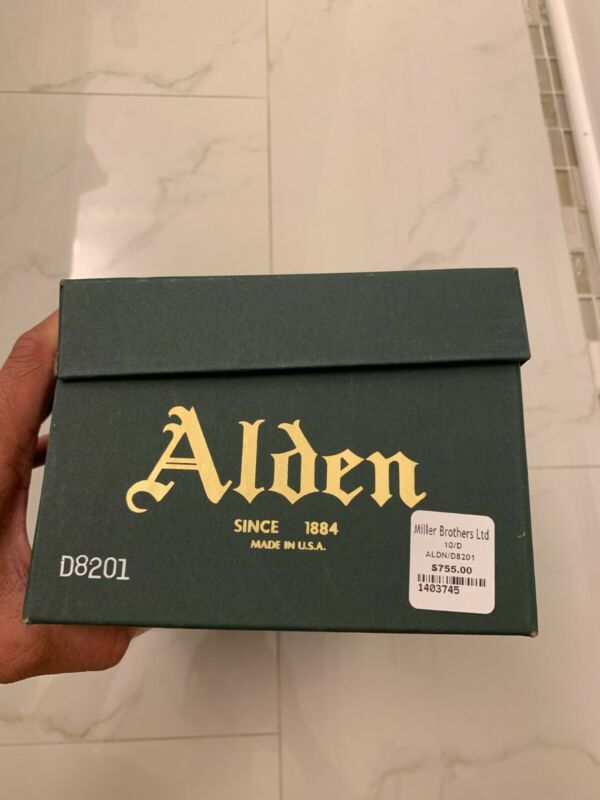 Alden
SINCE 1884
MADE IN U.S.A.
D8201
Miller Brothers Ltd
10/D
ALDN/D8201
$755.00
1403745